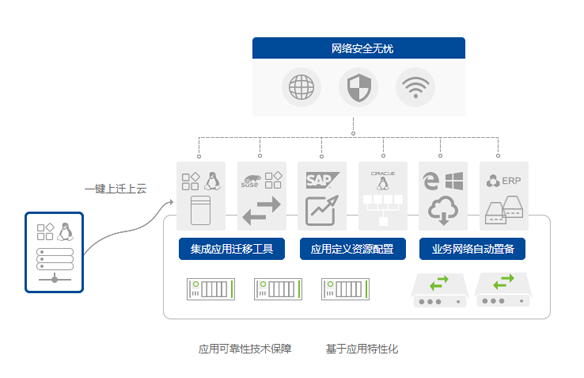 网络安全无忧
一键上迁上云
SUSE
SAP
ORACLE
ERP
集成应用迁移工具
应用定义资源配置
业务网络自动置备
应用可靠性技术保障
基于应用特性化